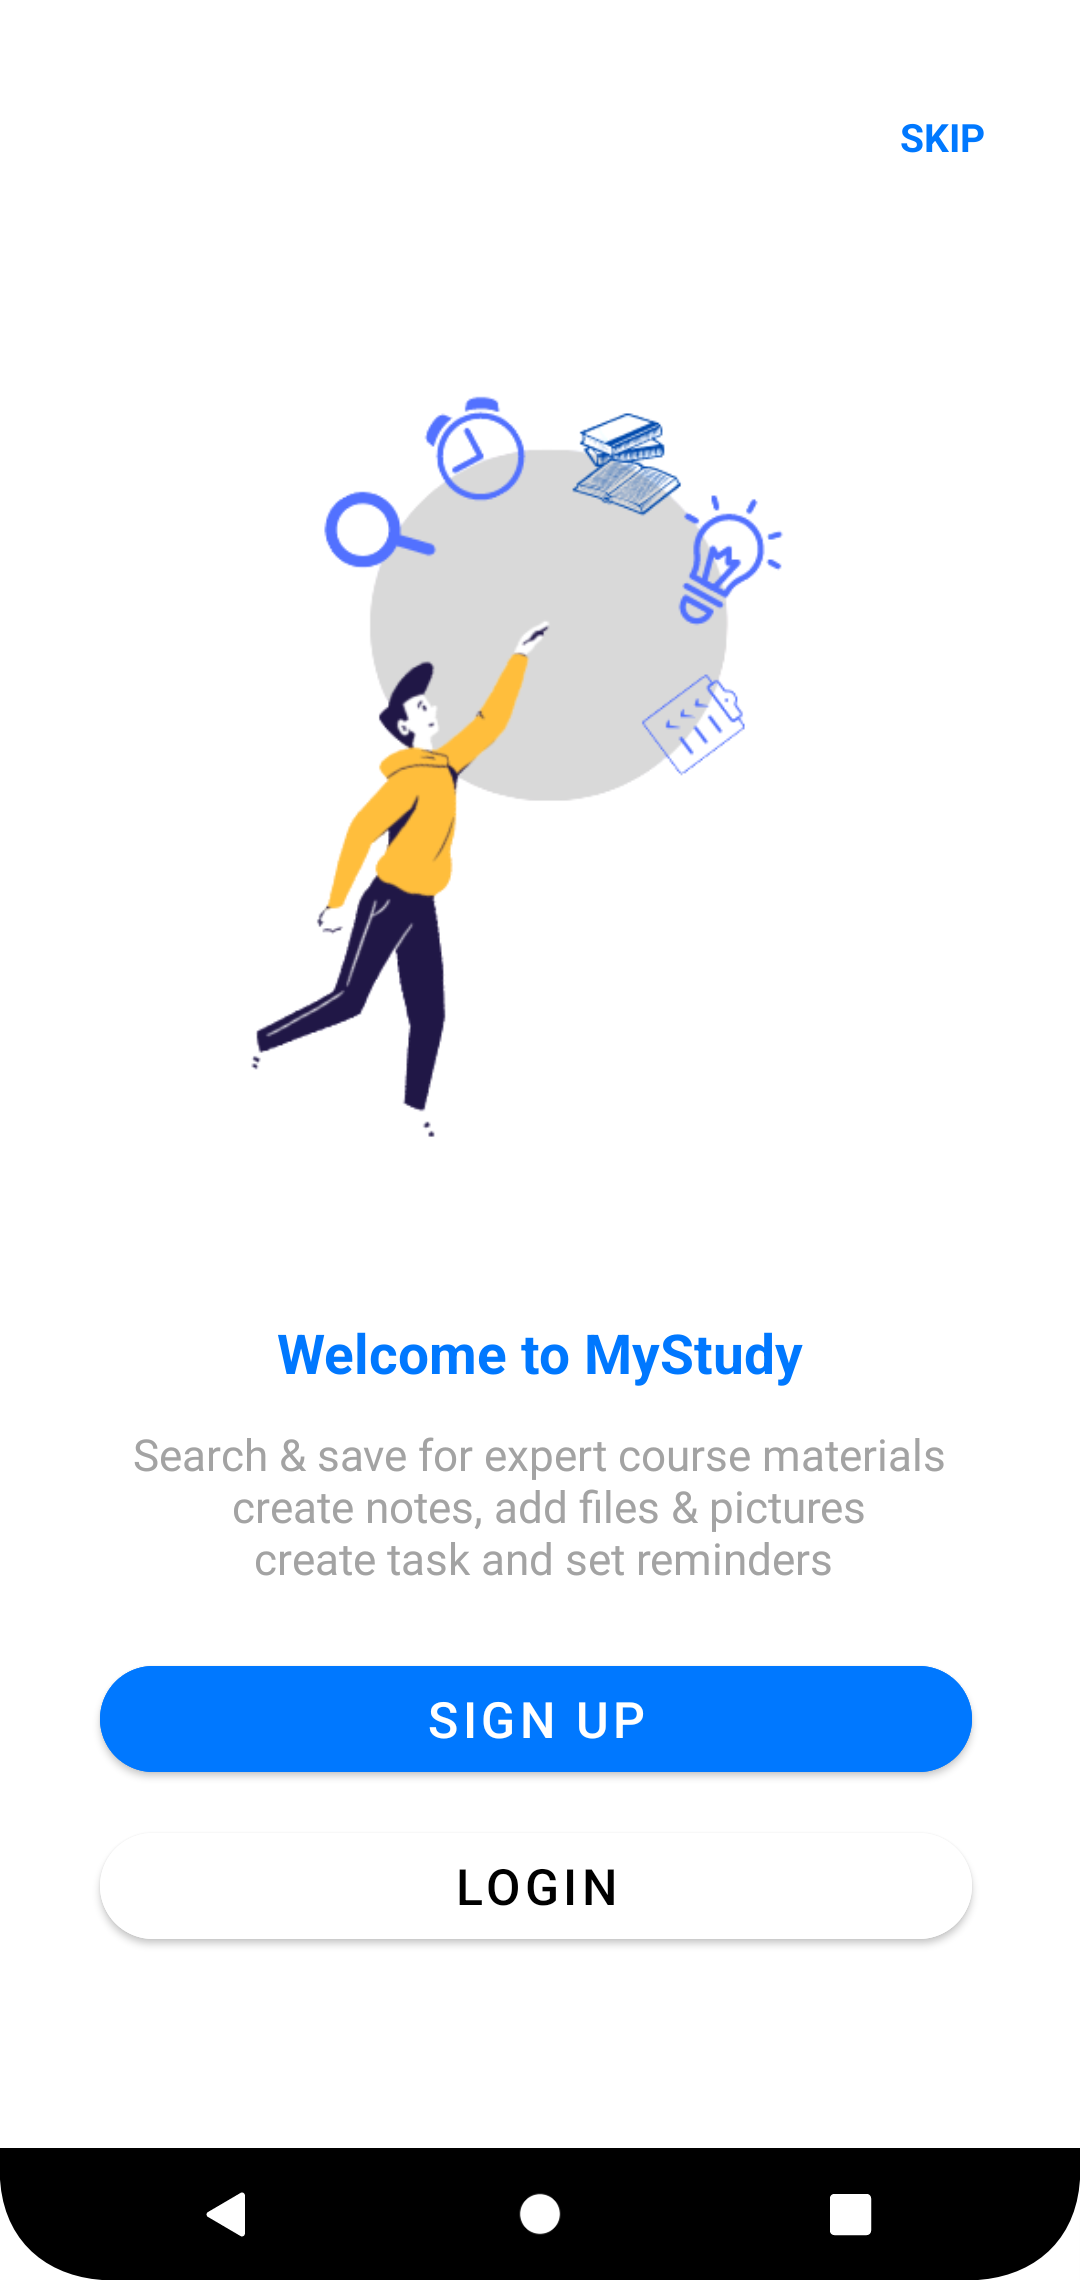 SKIP
Welcome to MyStudy
Search & save for expert course materials
create notes, add files & pictures
create task and set reminders
SIGN UP
LOGIN